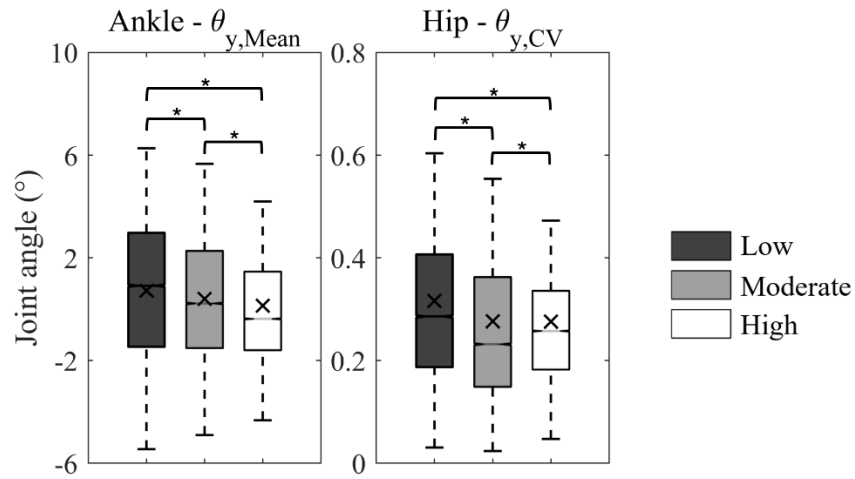 Ankle - θy,Mean
Hip - θy,CV
10
6
2
-2
-6
Joint angle (°)
* * *
0.8
0.6
0.4
0.2
0
* * *
Low
Moderate
High